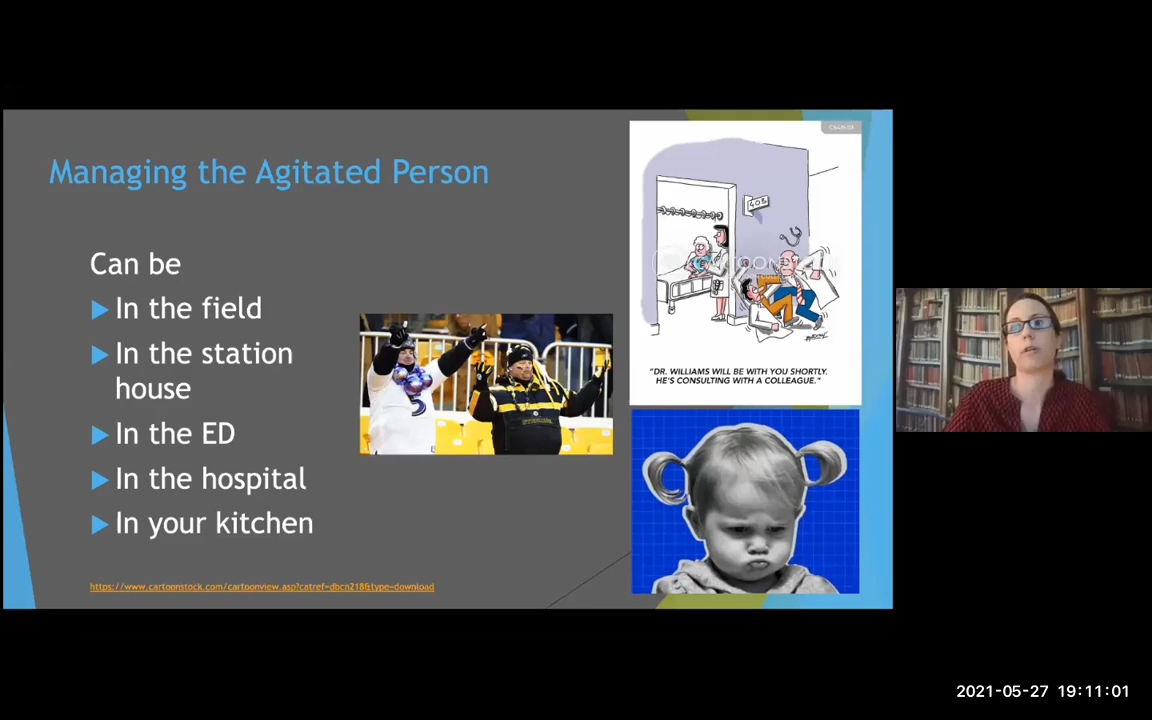 Managing the Agitated Person
Can be
In the field
In the station
house
In the ED
In the hospital
In your kitchen
https://www.cartoonstock.com/cartoonview.asp?catref=dbcn218&type=download
408
5
"DR. WILLIAMS WILL BE WITH YOU SHORTLY.
HE'S CONSULTING WITH A COLLEAGUE."
2021-05-27 19:11:01